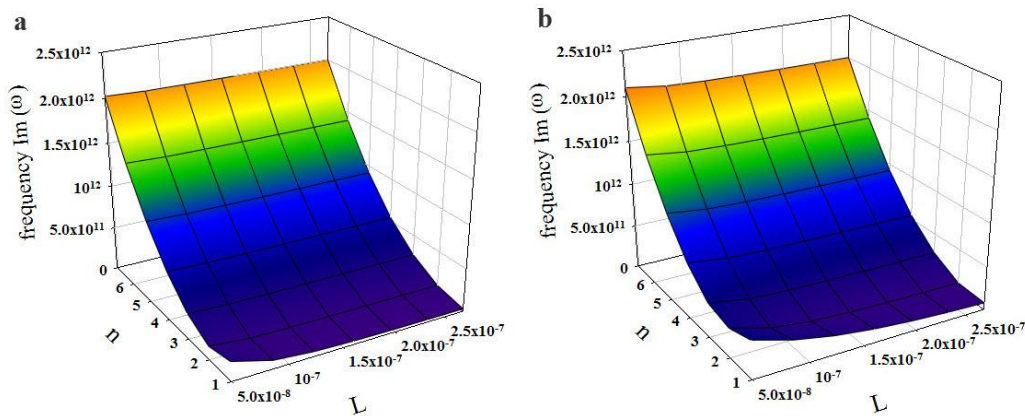 a
frequency Im (ω)
2.5x10¹²
2.0x10¹²
1.5x10¹²
10¹²
5.0x10¹¹
0
6
5
4
3
2
1
n
5.0x10⁻⁸
10⁻⁷
1.5x10⁻⁷
2.0x10⁻⁷
2.5x10⁻⁷
L
b
frequency Im (ω)
2.5x10¹²
2.0x10¹²
1.5x10¹²
10¹²
5.0x10¹¹
0
6
5
4
3
2
1
n
5.0x10⁻⁸
10⁻⁷
1.5x10⁻⁷
2.0x10⁻⁷
2.5x10⁻⁷
L